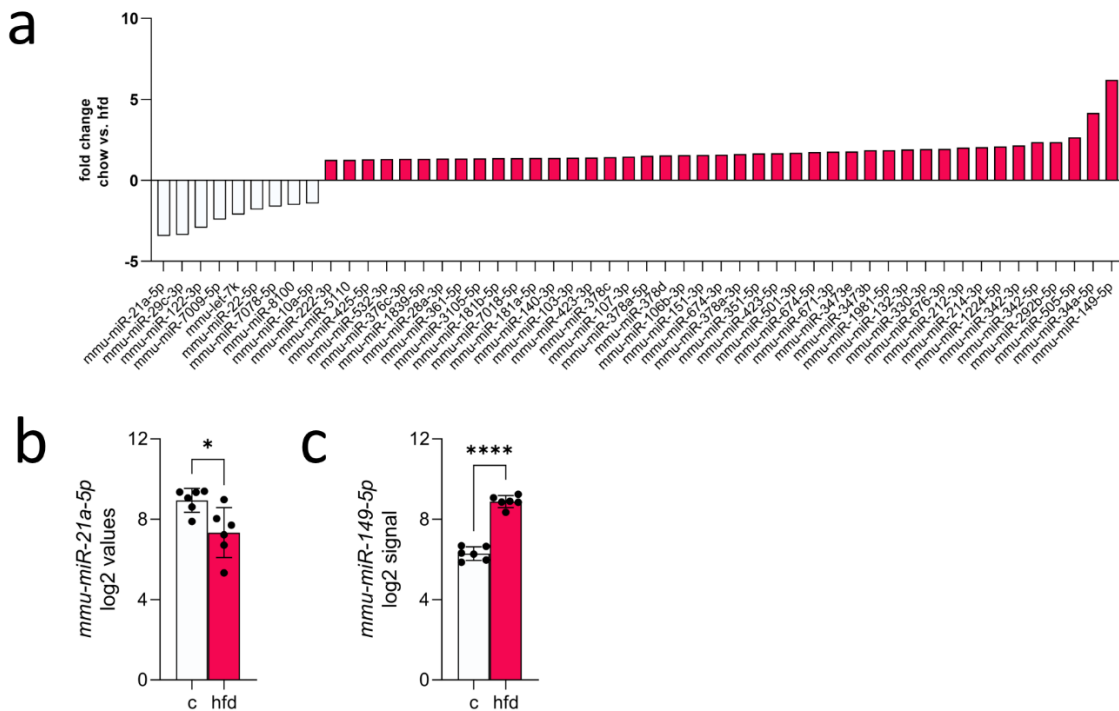 a
10
5
0
-5
fold change
chow vs. hfd
mmu-miR-21a-5p
mmu-miR-29c-3p
mmu-miR-122-3p
mmu-miR-7009-5p
mmu-let-7k
mmu-miR-22-5p
mmu-miR-7078-5p
mmu-miR-8100
mmu-miR-10a-5p
mmu-miR-222-3p
mmu-miR-5110
mmu-miR-425-5p
mmu-miR-532-3p
mmu-miR-376c-3p
mmu-miR-1839-5p
mmu-miR-28a-3p
mmu-miR-361-5p
mmu-miR-3105-5p
mmu-miR-181b-5p
mmu-miR-7018-5p
mmu-miR-181a-5p
mmu-miR-140-3p
mmu-miR-103-3p
mmu-miR-423-3p
mmu-miR-378c
mmu-miR-107-3p
mmu-miR-378a-5p
mmu-miR-378d
mmu-miR-106b-3p
mmu-miR-151-3p
mmu-miR-674-3p
mmu-miR-378a-3p
mmu-miR-351-5p
mmu-miR-423-5p
mmu-miR-501-3p
mmu-miR-674-5p
mmu-miR-671-3p
mmu-miR-3473e
mmu-miR-3473b
mmu-miR-1981-5p
mmu-miR-132-3p
mmu-miR-330-3p
mmu-miR-676-3p
mmu-miR-212-3p
mmu-miR-214-3p
mmu-miR-1224-5p
mmu-miR-342-3p
mmu-miR-342-5p
mmu-miR-292b-5p
mmu-miR-505-5p
mmu-miR-34a-5p
mmu-miR-149-5p
b
mmu-miR-21a-5p
log2 values
12
8
4
0
*
c hfd
c
mmu-miR-149-5p
log2 signal
12
8
4
0
****
c hfd